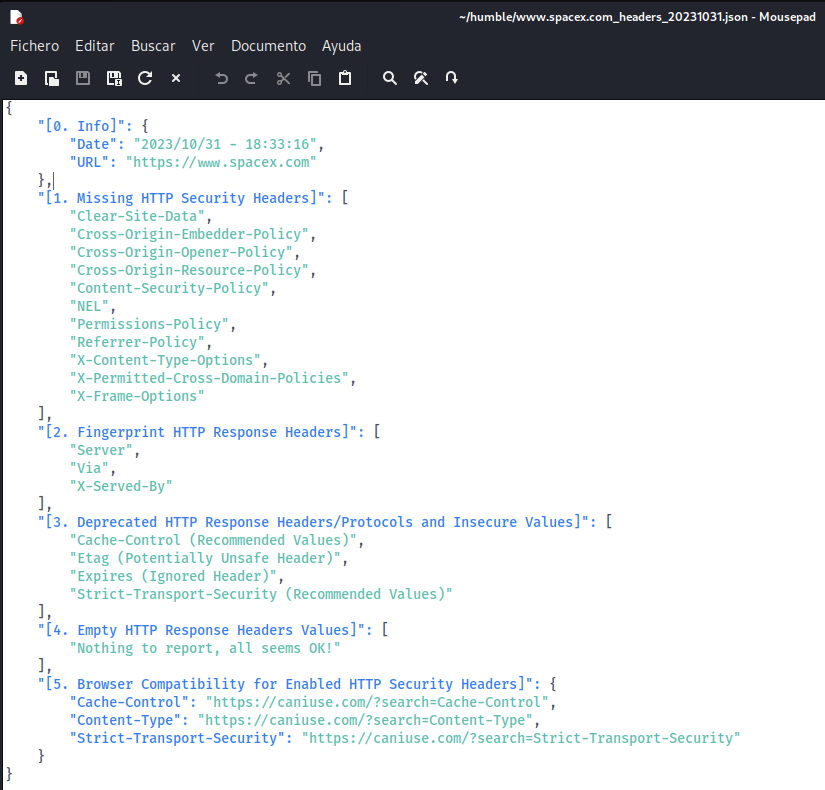 ~/humble/www.spacex.com_headers_20231031.json - Mousepad
Fichero Editar Buscar Ver Documento Ayuda
{
    "[0. Info]": {
        "Date": "2023/10/31 - 18:33:16",
        "URL": "https://www.spacex.com"
    },
    "[1. Missing HTTP Security Headers]": [
        "Clear-Site-Data",
        "Cross-Origin-Embedder-Policy",
        "Cross-Origin-Opener-Policy",
        "Cross-Origin-Resource-Policy",
        "Content-Security-Policy",
        "NEL",
        "Permissions-Policy",
        "Referrer-Policy",
        "X-Content-Type-Options",
        "X-Permitted-Cross-Domain-Policies",
        "X-Frame-Options"
    ],
    "[2. Fingerprint HTTP Response Headers]": [
        "Server",
        "Via",
        "X-Served-By"
    ],
    "[3. Deprecated HTTP Response Headers/Protocols and Insecure Values]": [
        "Cache-Control (Recommended Values)",
        "Etag (Potentially Unsafe Header)",
        "Expires (Ignored Header)",
        "Strict-Transport-Security (Recommended Values)"
    ],
    "[4. Empty HTTP Response Headers Values]": [
        "Nothing to report, all seems OK!"
    ],
    "[5. Browser Compatibility for Enabled HTTP Security Headers]": {
        "Cache-Control": "https://caniuse.com/?search=Cache-Control",
        "Content-Type": "https://caniuse.com/?search=Content-Type",
        "Strict-Transport-Security": "https://caniuse.com/?search=Strict-Transport-Security"
    }
}